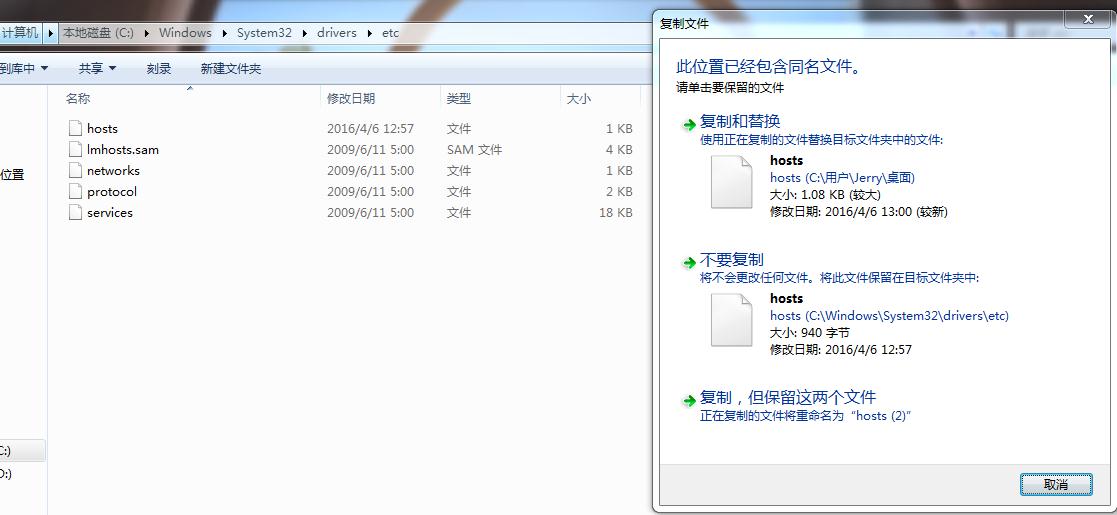 计算机 ▸ 本地磁盘 (C:) ▸ Windows ▸ System32 ▸ drivers ▸ etc
到库中 共享 刻录 新建文件夹
名称 修改日期 类型 大小
hosts 2016/4/6 12:57 文件 1 KB
lmhosts.sam 2009/6/11 5:00 SAM 文件 4 KB
networks 2009/6/11 5:00 文件 1 KB
protocol 2009/6/11 5:00 文件 2 KB
services 2009/6/11 5:00 文件 18 KB
位置
C:)
D:)
复制文件
此位置已经包含同名文件。
请单击要保留的文件
复制和替换
使用正在复制的文件替换目标文件夹中的文件:
hosts
hosts (C:\用户\Jerry\桌面)
大小: 1.08 KB (较大)
修改日期: 2016/4/6 13:00 (较新)
不要复制
将不会更改任何文件。将此文件保留在目标文件夹中:
hosts
hosts (C:\Windows\System32\drivers\etc)
大小: 940 字节
修改日期: 2016/4/6 12:57
复制，但保留这两个文件
正在复制的文件将重命名为“hosts (2)”
取消